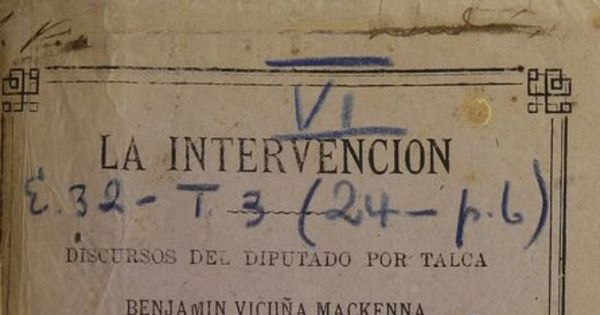 VI
LA INTERVENCION
E. 32 - T. 3 (24 - p. 6)
DISCURSOS DEL DIPUTADO POR TALCA
BENJAMIN VICUÑA MACKENNA